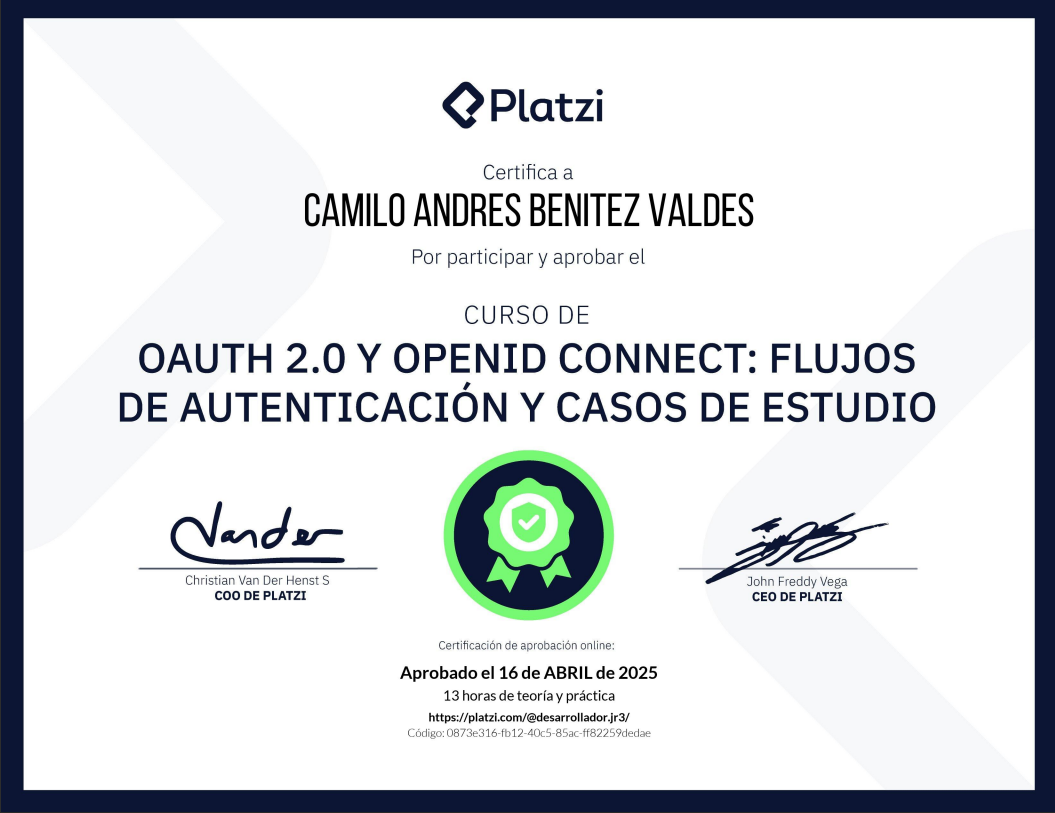 Platzi
Certifica a
CAMILO ANDRES BENITEZ VALDES
Por participar y aprobar el
CURSO DE
OAUTH 2.0 Y OPENID CONNECT: FLUJOS
DE AUTENTICACIÓN Y CASOS DE ESTUDIO
Vander
Christian Van Der Henst S
COO DE PLATZI
John Freddy Vega
CEO DE PLATZI
Certificación de aprobación online:
Aprobado el 16 de ABRIL de 2025
13 horas de teoría y práctica
https://platzi.com/@desarrollador.jr3/
Código: 0873e316-fb12-40c5-85ac-ff82259dedae